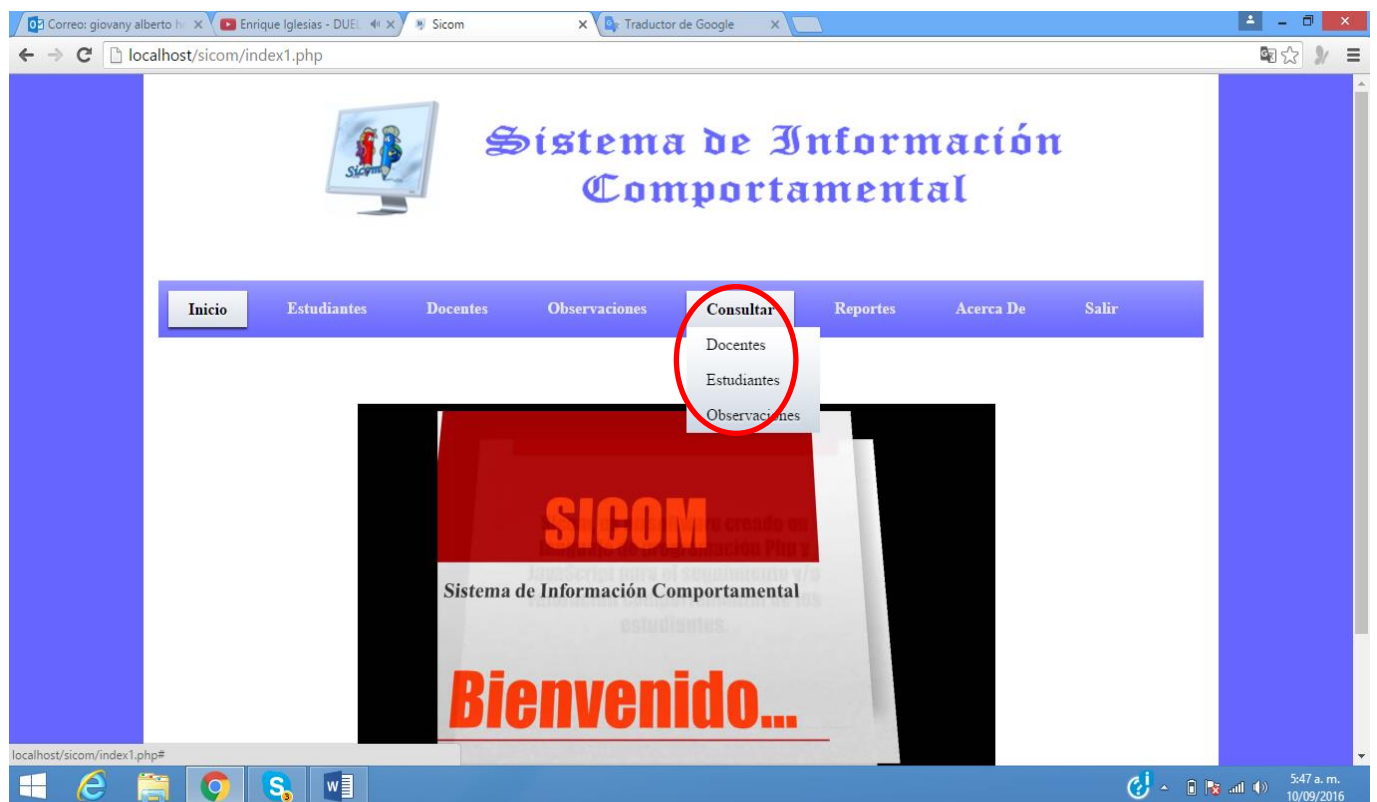 Correo: giovany alberto h
Enrique Iglesias - DUEL
Sicom
Traductor de Google
localhost/sicom/index1.php
Sicom
Sistema de Información
Comportamental
Inicio Estudiantes Docentes Observaciones Consultar Reportes Acerca De Salir
Docentes
Estudiantes
Observaciones
SICOM
Sistema de Información Comportamental
estudiantes.
Bienvenido...
localhost/sicom/index1.php#
5:47 a. m.
10/09/2016